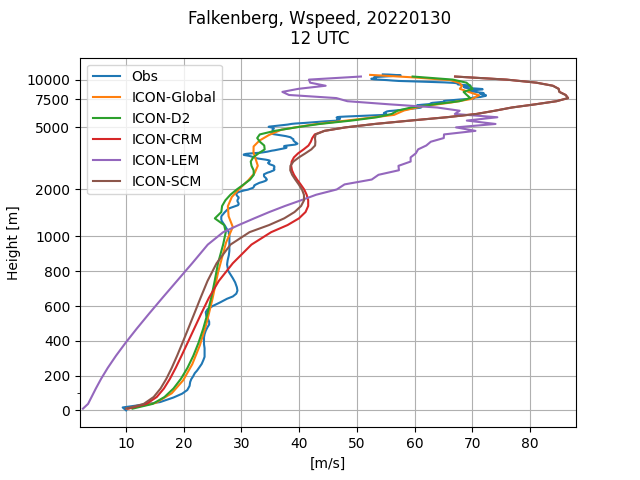 Falkenberg, Wspeed, 20220130
12 UTC
Obs
ICON-Global
ICON-D2
ICON-CRM
ICON-LEM
ICON-SCM
Height [m]
10000
7500
5000
2000
1000
800
600
400
200
0
10 20 30 40 50 60 70 80
[m/s]